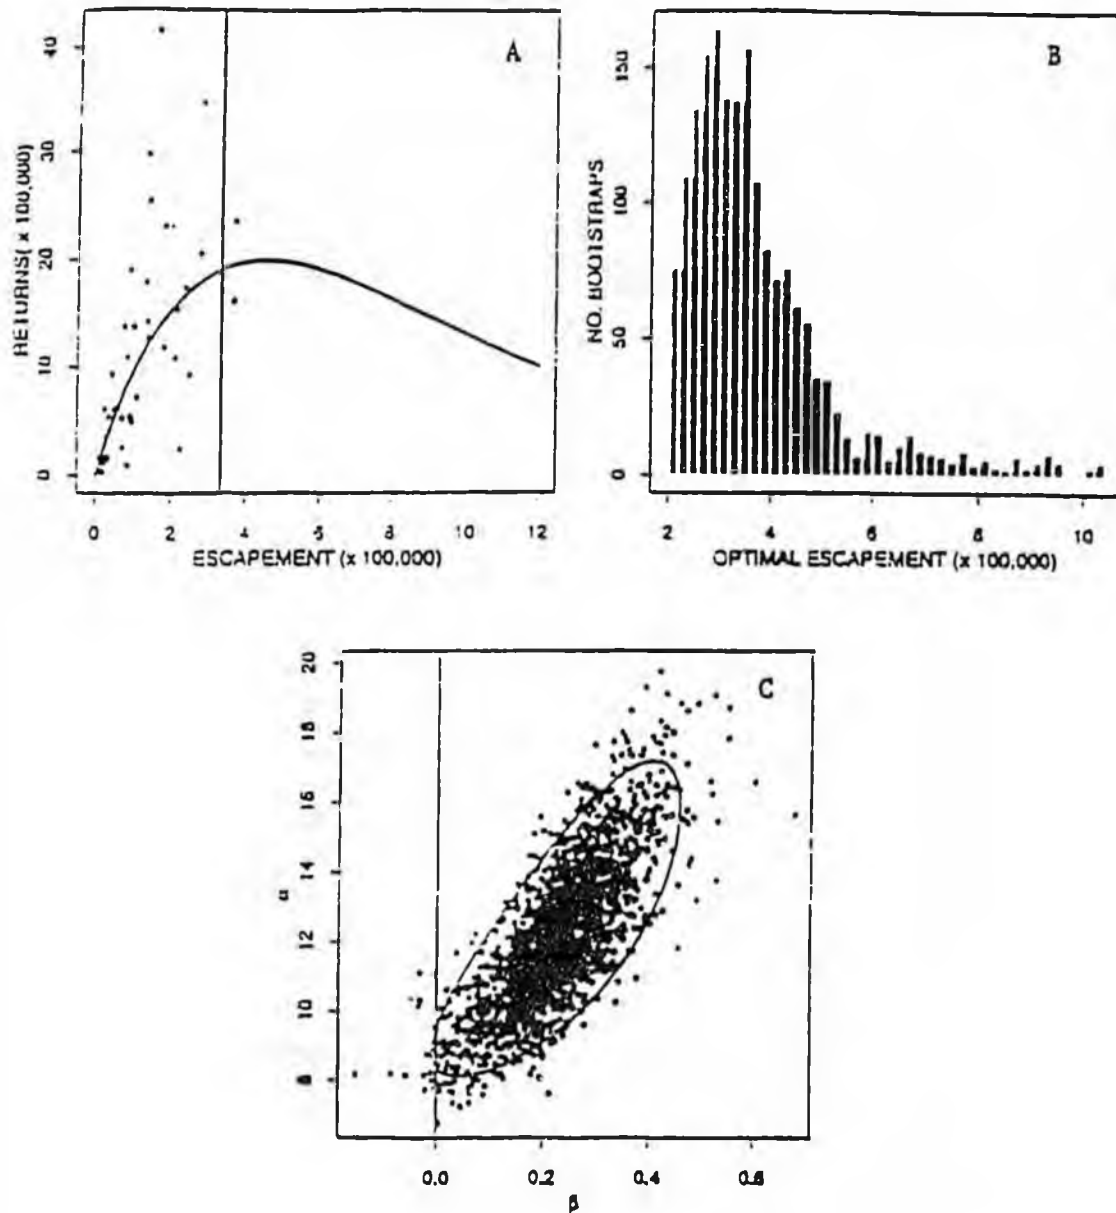 A
RETURNS( x 100,000)
40
30
20
10
0
0 2 4 6 8 10 12
ESCAPEMENT (x 100,000)
B
NO. BOOTSTRAPS
150
100
50
0
2 4 6 8 10
OPTIMAL ESCAPEMENT (x 100,000)
C
α
20
18
16
14
12
10
8
0.0 0.2 0.4 0.6
β